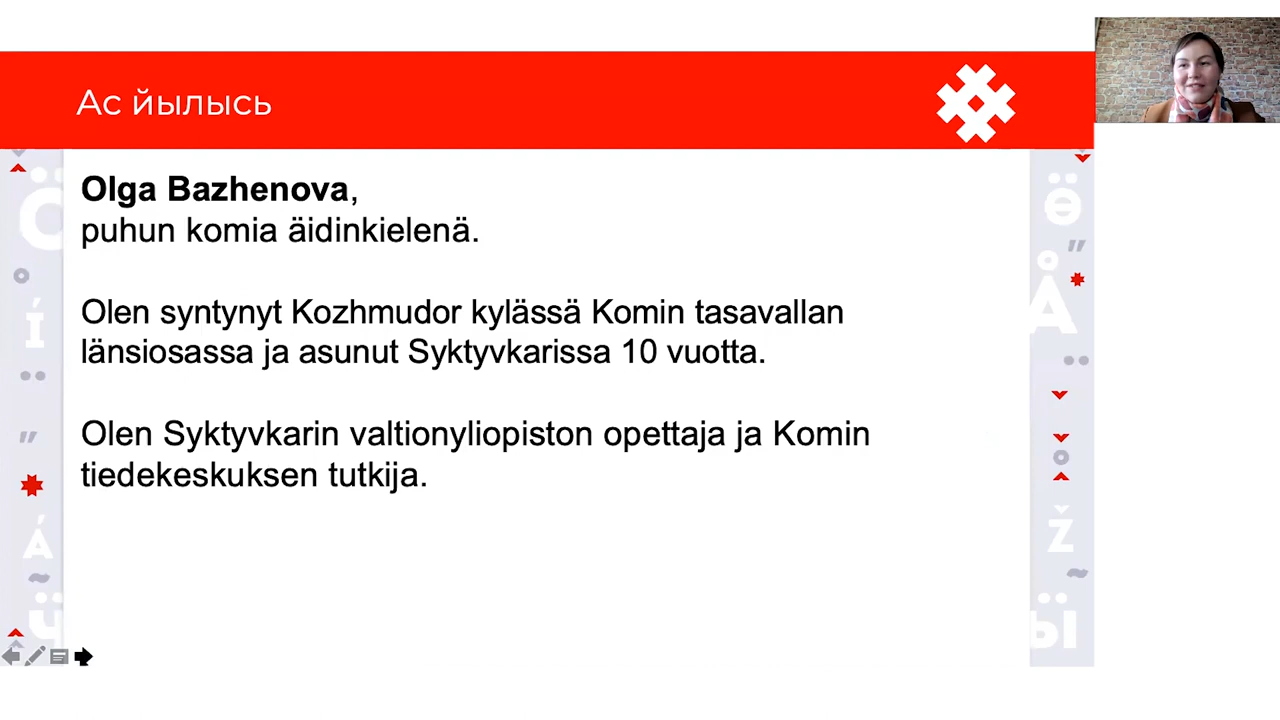 Ас йылысь
Olga Bazhenova,
puhun komia äidinkielenä.
Olen syntynyt Kozhmudor kylässä Komin tasavallan
länsiosassa ja asunut Syktyvkarissa 10 vuotta.
Olen Syktyvkarin valtionyliopiston opettaja ja Komin
tiedekeskuksen tutkija.